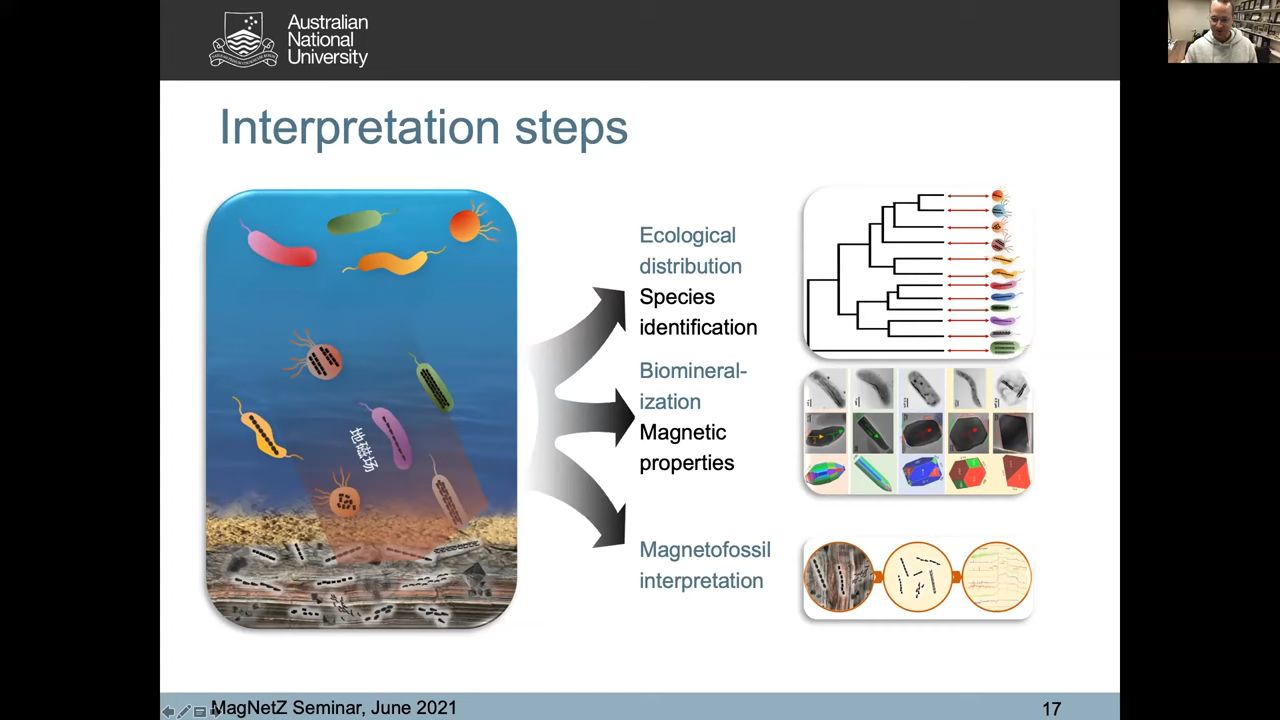 Australian
National
University
Interpretation steps
地磁场
Ecological
distribution
Species
identification
Biomineral-
ization
Magnetic
properties
Magnetofossil
interpretation
MagNetZ Seminar, June 2021
17